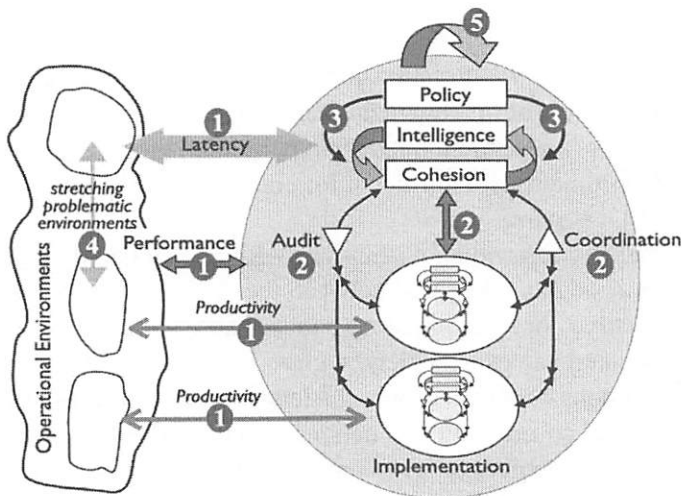 5
Policy
3
3
1
Latency
Intelligence
Cohesion
stretching
problematic
environments
4
Performance
1
Audit
2
2
Coordination
2
Operational Environments
Productivity
1
Productivity
1
Implementation